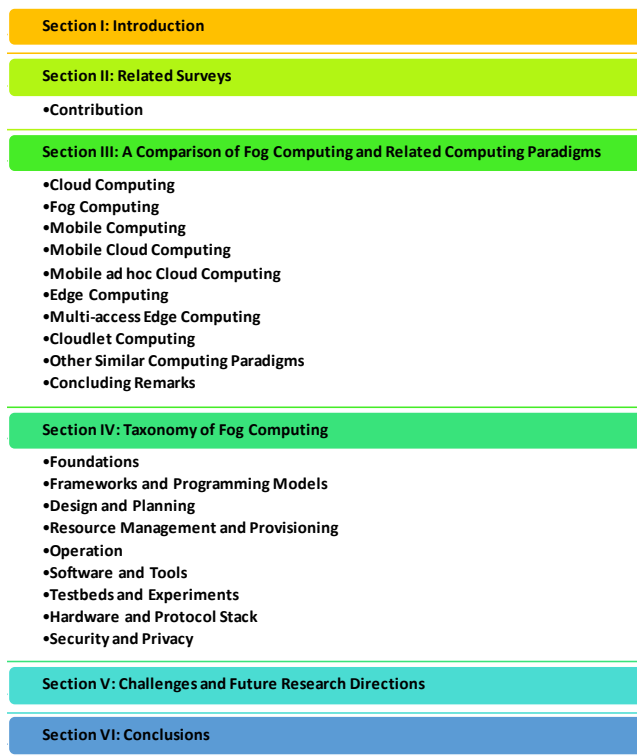 Section I: Introduction
Section II: Related Surveys
•Contribution
Section III: A Comparison of Fog Computing and Related Computing Paradigms
•Cloud Computing
•Fog Computing
•Mobile Computing
•Mobile Cloud Computing
•Mobile ad hoc Cloud Computing
•Edge Computing
•Multi-access Edge Computing
•Cloudlet Computing
•Other Similar Computing Paradigms
•Concluding Remarks
Section IV: Taxonomy of Fog Computing
•Foundations
•Frameworks and Programming Models
•Design and Planning
•Resource Management and Provisioning
•Operation
•Software and Tools
•Testbeds and Experiments
•Hardware and Protocol Stack
•Security and Privacy
Section V: Challenges and Future Research Directions
Section VI: Conclusions